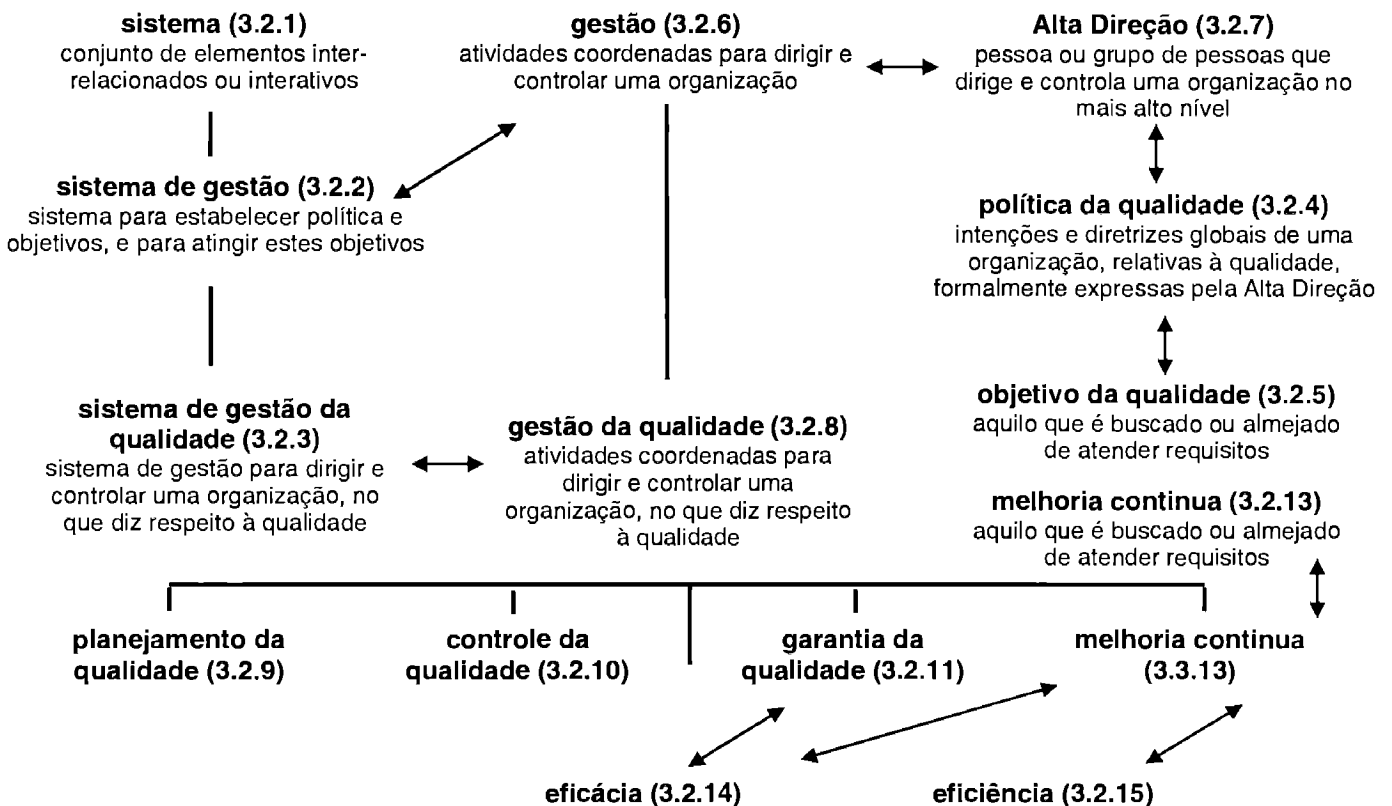 sistema (3.2.1)
conjunto de elementos inter-
relacionados ou interativos
gestão (3.2.6)
atividades coordenadas para dirigir e
controlar uma organização
Alta Direção (3.2.7)
pessoa ou grupo de pessoas que
dirige e controla uma organização no
mais alto nível
sistema de gestão (3.2.2)
sistema para estabelecer política e
objetivos, e para atingir estes objetivos
política da qualidade (3.2.4)
intenções e diretrizes globais de uma
organização, relativas à qualidade,
formalmente expressas pela Alta Direção
sistema de gestão da
qualidade (3.2.3)
sistema de gestão para dirigir e
controlar uma organização, no
que diz respeito à qualidade
gestão da qualidade (3.2.8)
atividades coordenadas para
dirigir e controlar uma
organização, no que diz respeito
à qualidade
objetivo da qualidade (3.2.5)
aquilo que é buscado ou almejado
de atender requisitos
melhoria continua (3.2.13)
aquilo que é buscado ou almejado
de atender requisitos
planejamento da
qualidade (3.2.9)
controle da
qualidade (3.2.10)
garantia da
qualidade (3.2.11)
melhoria continua
(3.3.13)
eficácia (3.2.14)
eficiência (3.2.15)